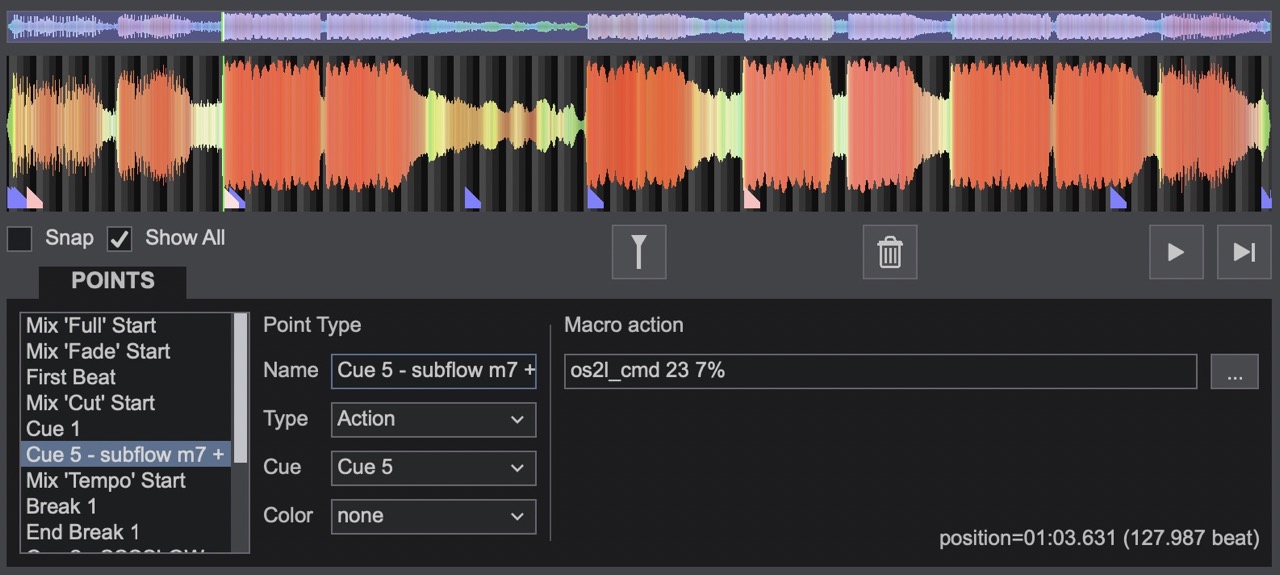 Snap
Show All
POINTS
Mix 'Full' Start
Mix 'Fade' Start
First Beat
Mix 'Cut' Start
Cue 1
Cue 5 - subflow m7 +
Mix 'Tempo' Start
Break 1
End Break 1
Point Type
Name Cue 5 - subflow m7 +
Type Action
Cue Cue 5
Color none
Macro action
os2l_cmd 23 7%
...
position=01:03.631 (127.987 beat)